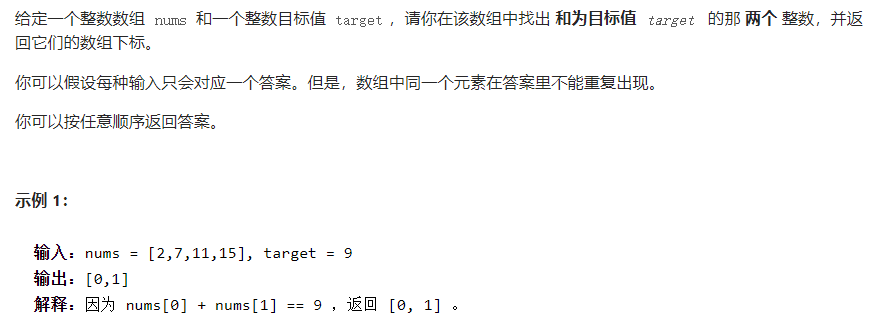 给定一个整数数组 nums 和一个整数目标值 target ，请你在该数组中找出 和为目标值 target 的那 两个 整数，并返
回它们的数组下标。
你可以假设每种输入只会对应一个答案。但是，数组中同一个元素在答案里不能重复出现。
你可以按任意顺序返回答案。
示例 1：
输入：nums = [2,7,11,15], target = 9
输出：[0,1]
解释：因为 nums[0] + nums[1] == 9 ，返回 [0, 1] 。